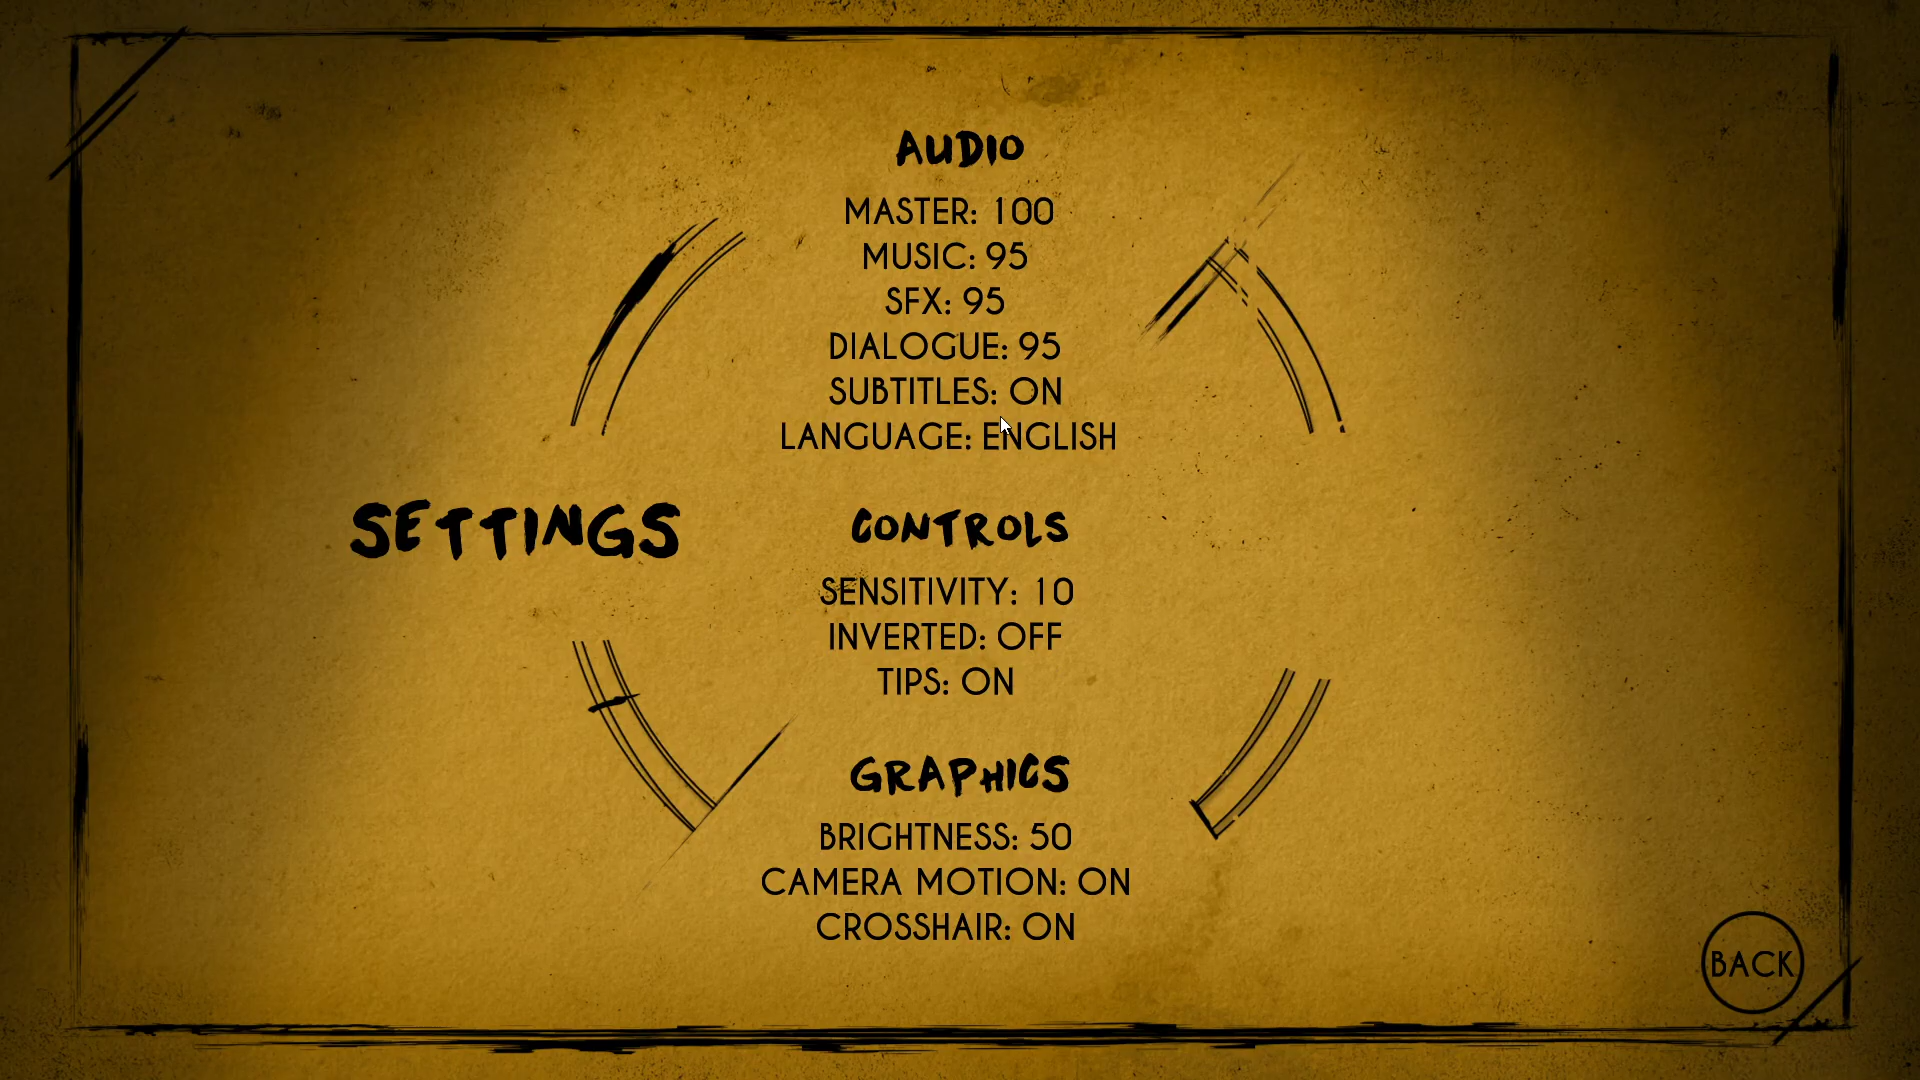 AUDIO
MASTER: 100
MUSIC: 95
SFX: 95
DIALOGUE: 95
SUBTITLES: ON
LANGUAGE: ENGLISH
SETTINGS
CONTROLS
SENSITIVITY: 10
INVERTED: OFF
TIPS: ON
GRAPHICS
BRIGHTNESS: 50
CAMERA MOTION: ON
CROSSHAIR: ON
BACK